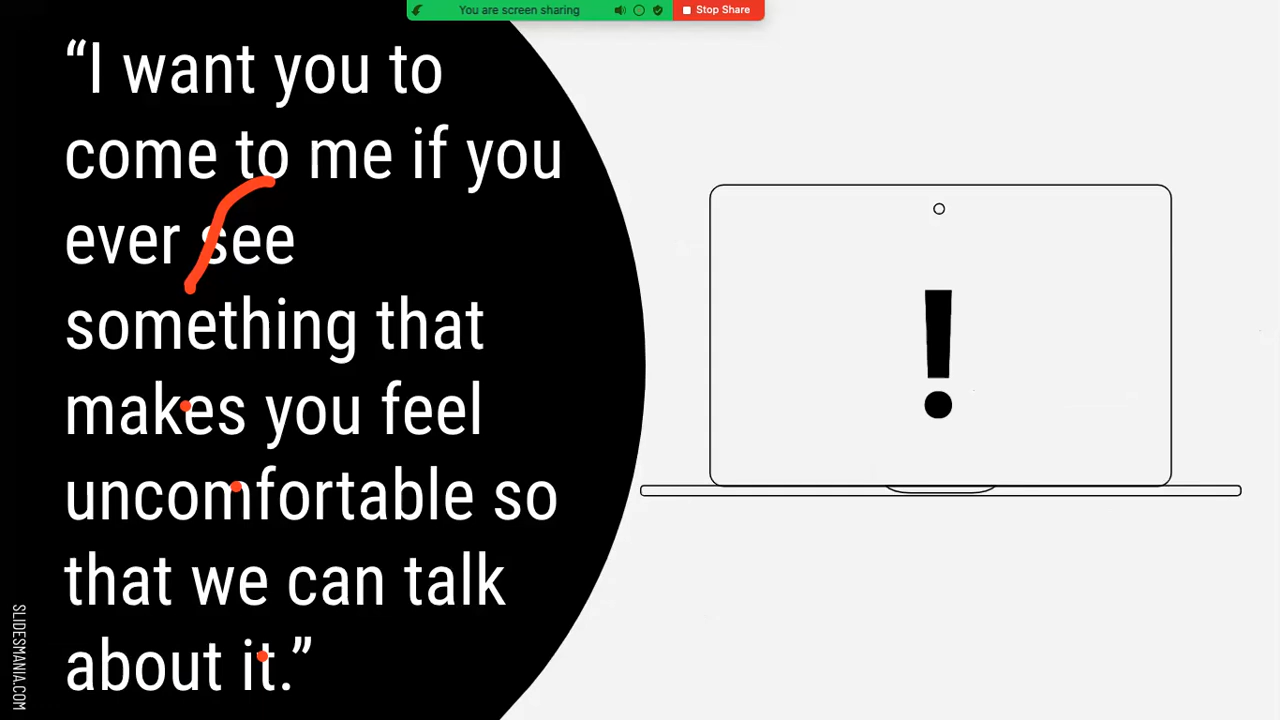 You are screen sharing
Stop Share
“I want you to
come to me if you
ever see
something that
makes you feel
uncomfortable so
that we can talk
about it.”
!
SLIDESMANIA.COM